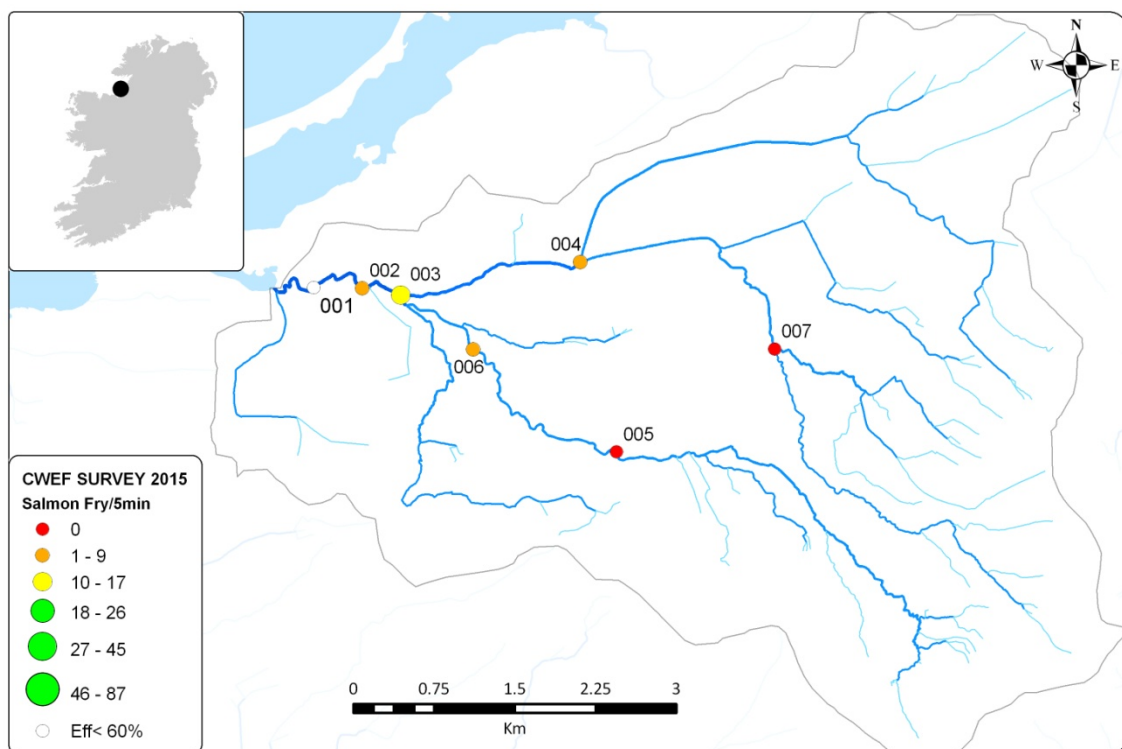 N
W E
S
004
002 003
001
007
006
005
CWEF SURVEY 2015
Salmon Fry/5min
0
1 - 9
10 - 17
18 - 26
27 - 45
46 - 87
Eff< 60%
0 0.75 1.5 2.25 3
Km